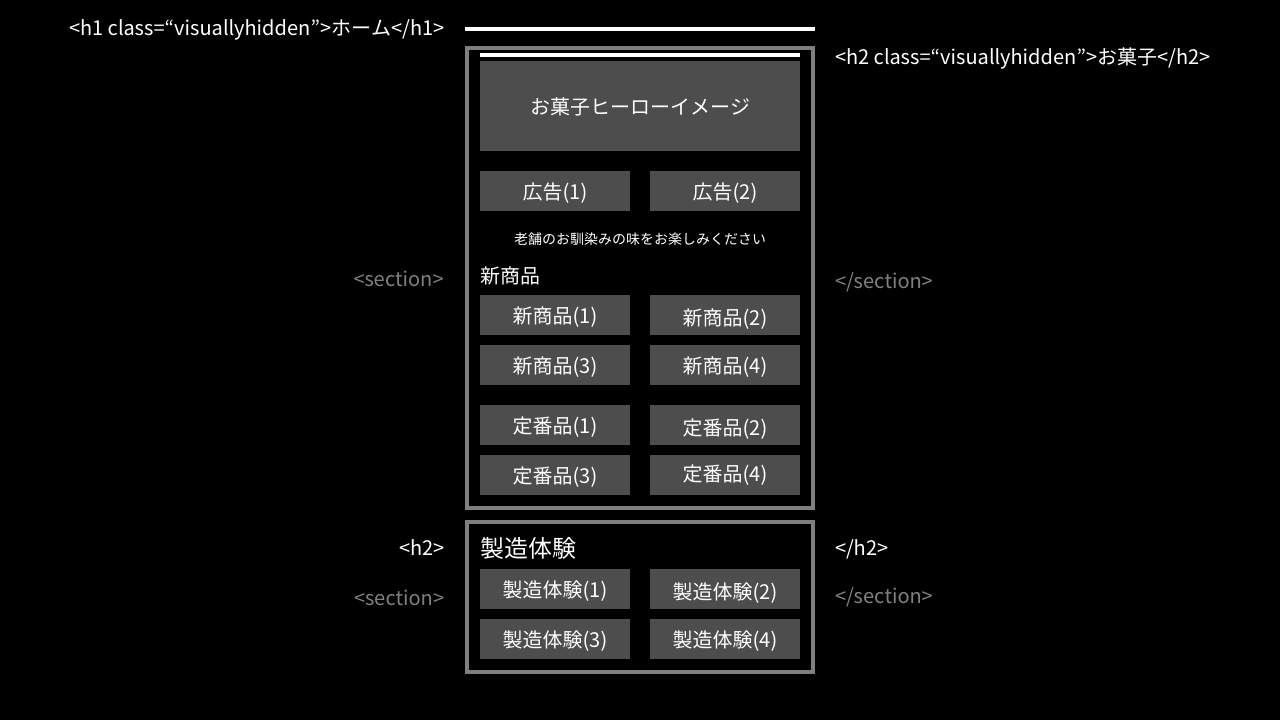 <h1 class=“visuallyhidden”>ホーム</h1>
<h2 class=“visuallyhidden”>お菓子</h2>
お菓子ヒーローイメージ
広告(1)
広告(2)
老舗のお馴染みの味をお楽しみください
<section>
新商品
</section>
新商品(1)
新商品(2)
新商品(3)
新商品(4)
定番品(1)
定番品(2)
定番品(3)
定番品(4)
<h2>
製造体験
</h2>
<section>
製造体験(1)
製造体験(2)
</section>
製造体験(3)
製造体験(4)